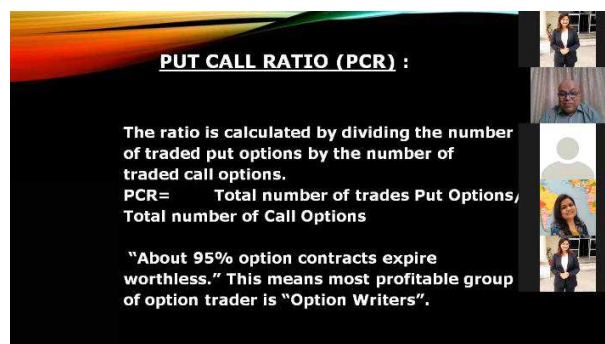 PUT CALL RATIO (PCR) :
The ratio is calculated by dividing the number
of traded put options by the number of
traded call options.
PCR= Total number of trades Put Options/
Total number of Call Options
“About 95% option contracts expire
worthless.” This means most profitable group
of option trader is “Option Writers”.